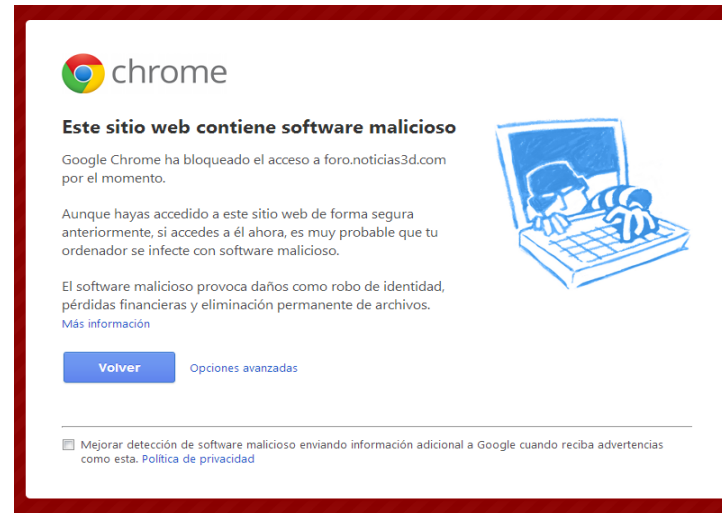 chrome
Este sitio web contiene software malicioso
Google Chrome ha bloqueado el acceso a foro.noticias3d.com
por el momento.
Aunque hayas accedido a este sitio web de forma segura
anteriormente, si accedes a él ahora, es muy probable que tu
ordenador se infecte con software malicioso.
El software malicioso provoca daños como robo de identidad,
pérdidas financieras y eliminación permanente de archivos.
Más información
Volver Opciones avanzadas
Mejorar detección de software malicioso enviando información adicional a Google cuando reciba advertencias
como esta. Política de privacidad